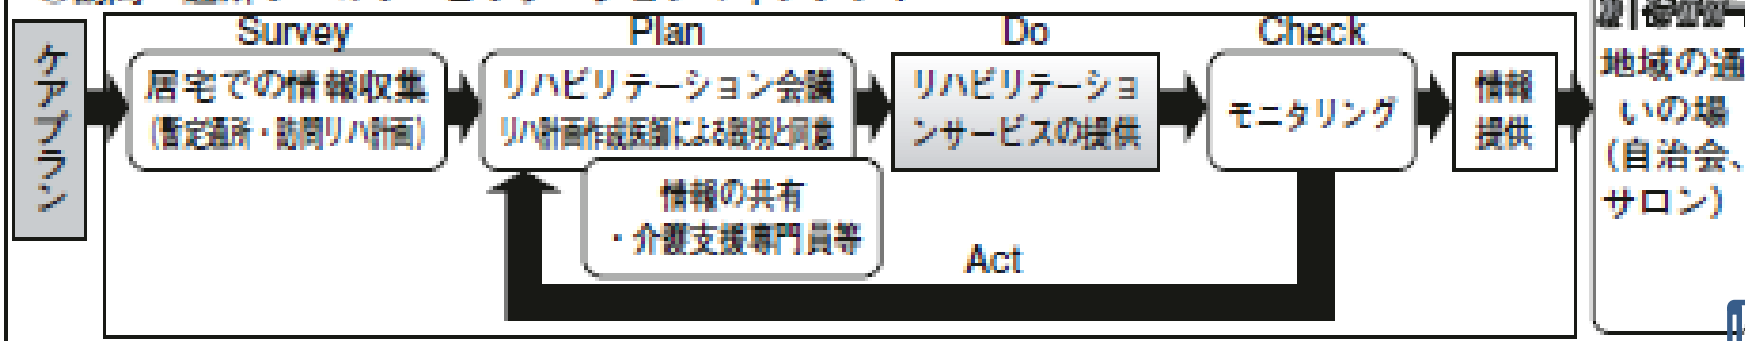 ケアプラン
Survey
居宅での情報収集
(暫定通所・訪問リハ計画)
Plan
リハビリテーション会議
リハ計画作成医師による説明と同意
情報の共有
・介護支援専門員等
Do
リハビリテーショ
ンサービスの提供
Check
モニタリング
Act
情報
提供
地域の通
いの場
(自治会、
サロン)